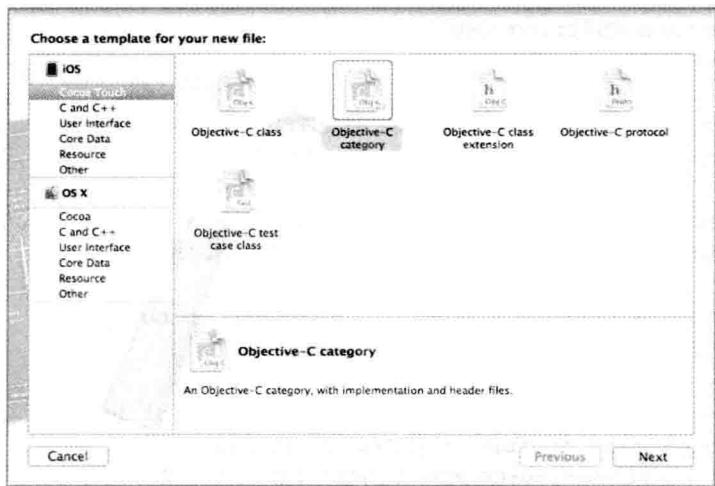 Choose a template for your new file:
iOS
Cocoa Touch
C and C++
User Interface
Core Data
Resource
Other
OS X
Cocoa
C and C++
User Interface
Core Data
Resource
Other
Objective-C class
Objective-C
category
Objective-C class
extension
Objective-C protocol
Objective-C test
case class
Objective-C category
An Objective-C category, with implementation and header files.
Cancel
Previous
Next